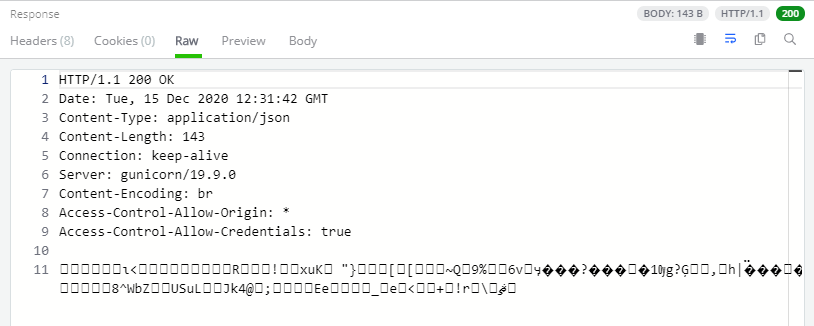 Response BODY: 143 B HTTP/1.1 200
Headers (8) Cookies (0) Raw Preview Body
1 HTTP/1.1 200 OK
2 Date: Tue, 15 Dec 2020 12:31:42 GMT
3 Content-Type: application/json
4 Content-Length: 143
5 Connection: keep-alive
6 Server: gunicorn/19.9.0
7 Content-Encoding: br
8 Access-Control-Allow-Origin: *
9 Access-Control-Allow-Credentials: true
10
11